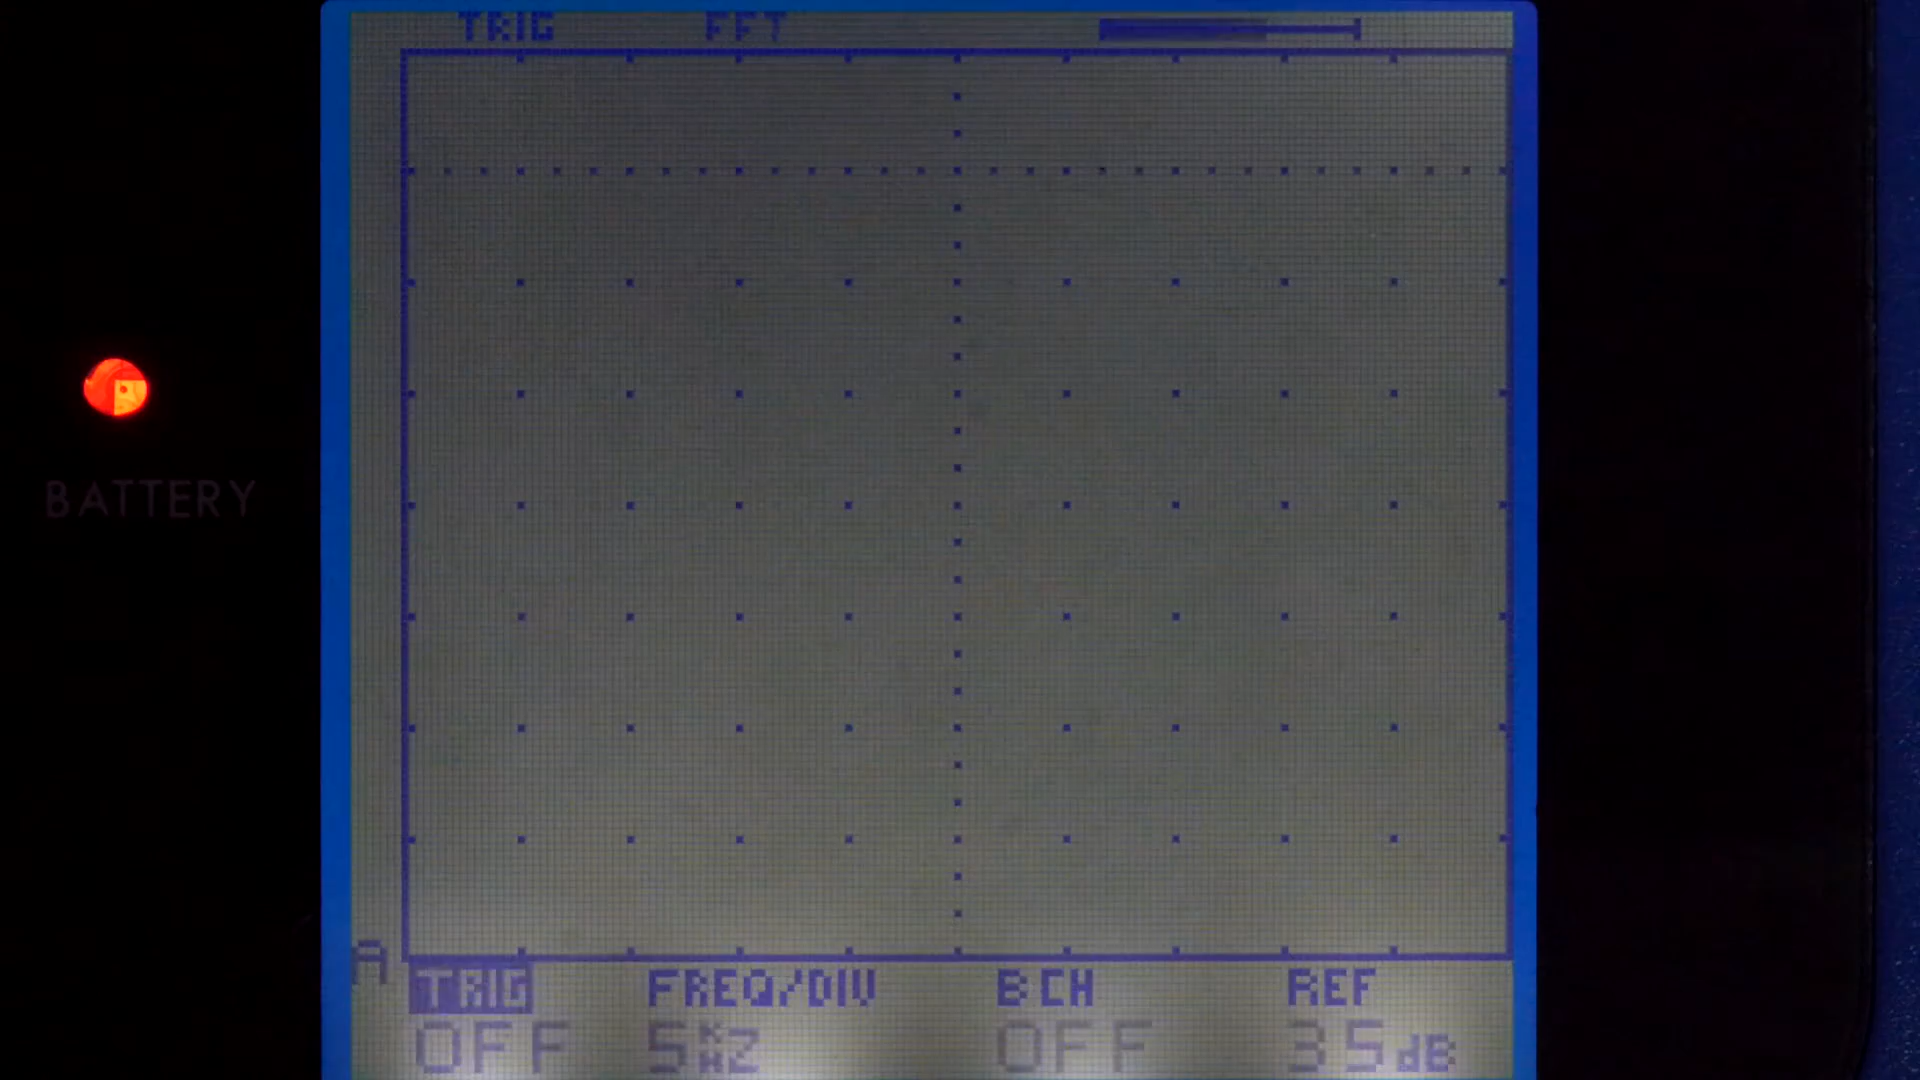 TRIG FFT
BATTERY
A
TRIG FREQ/DIV B CH REF
OFF 5KHZ OFF 35dB